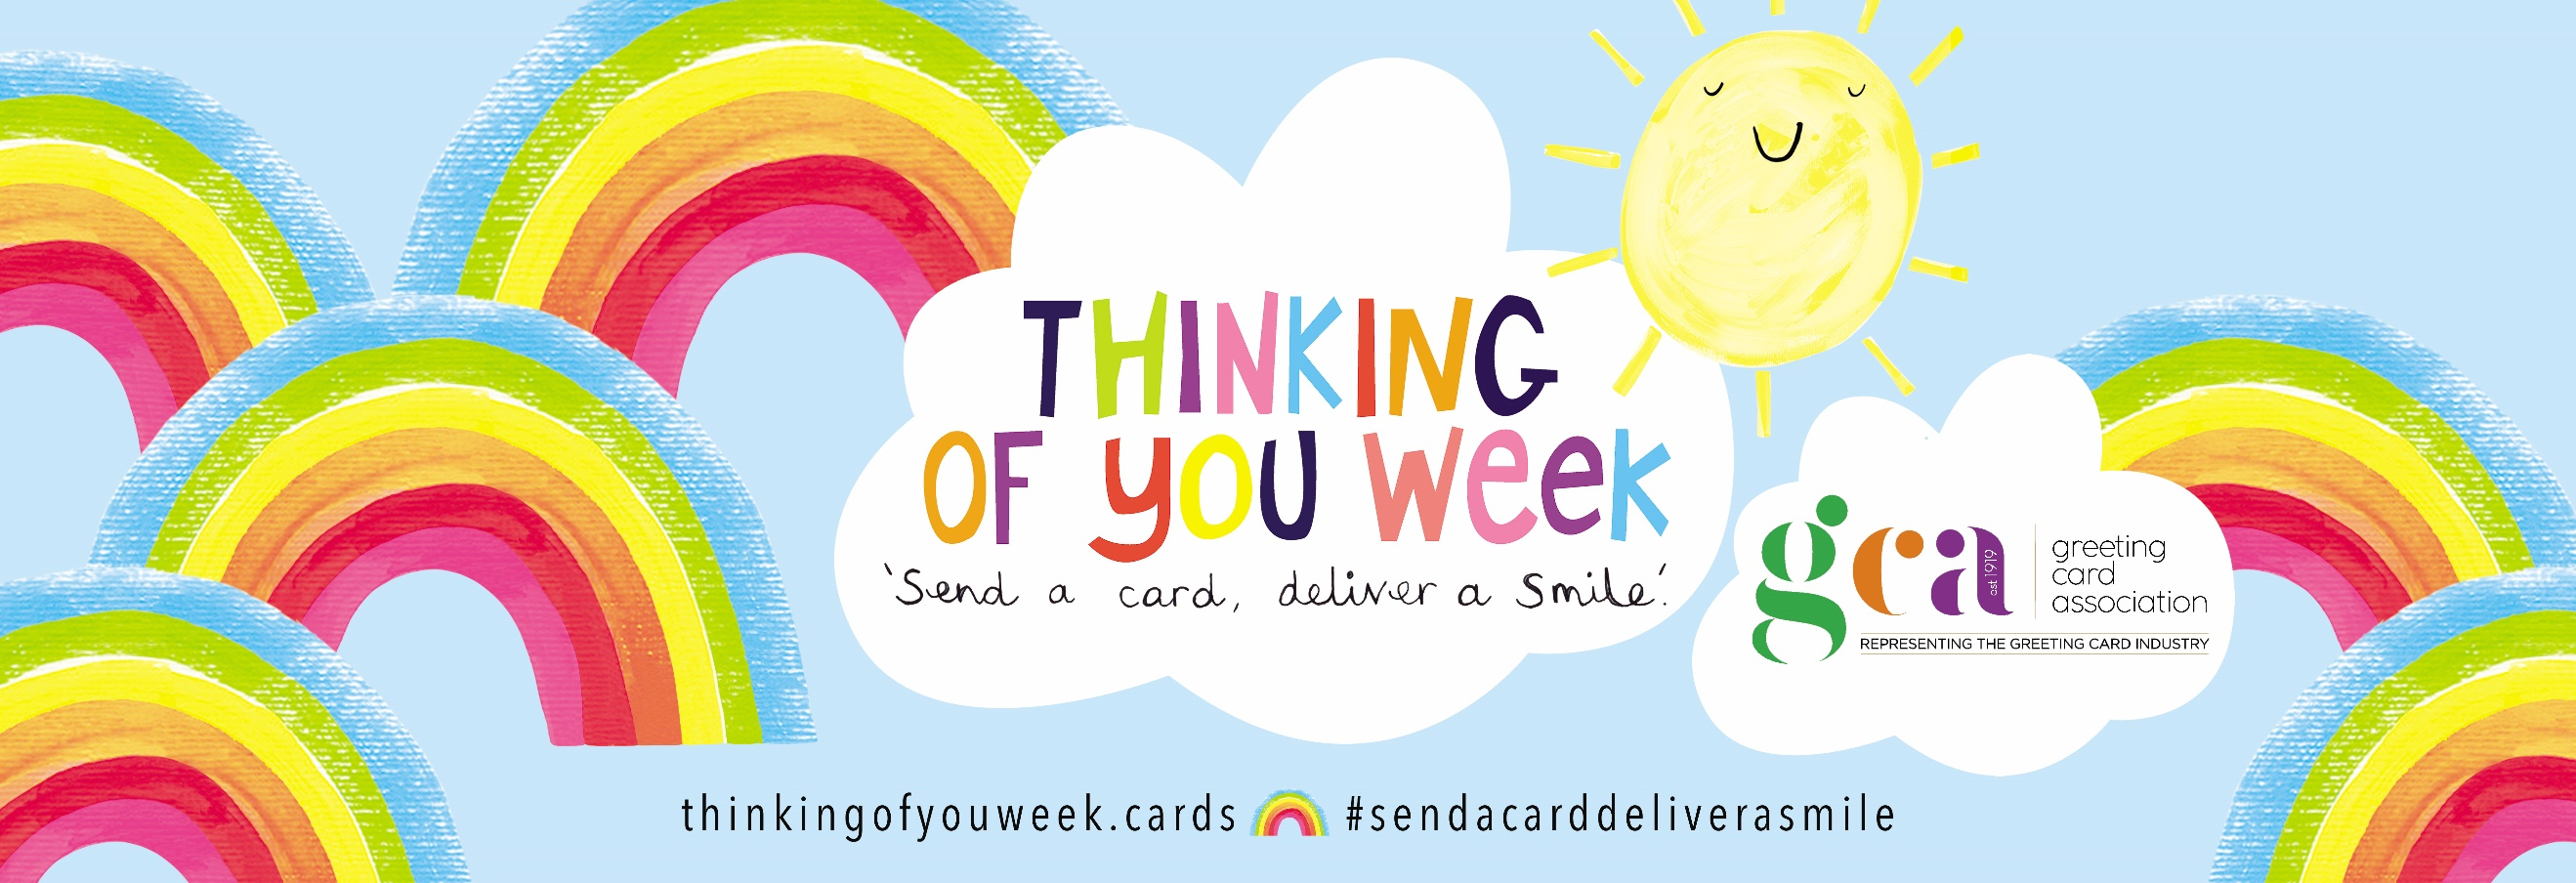 THINKING
OF YOU WEEK
'Send a card, deliver a smile'.
gca
est 1919
greeting
card
association
REPRESENTING THE GREETING CARD INDUSTRY
thinkingofyouweek.cards #sendacarddeliverasmile